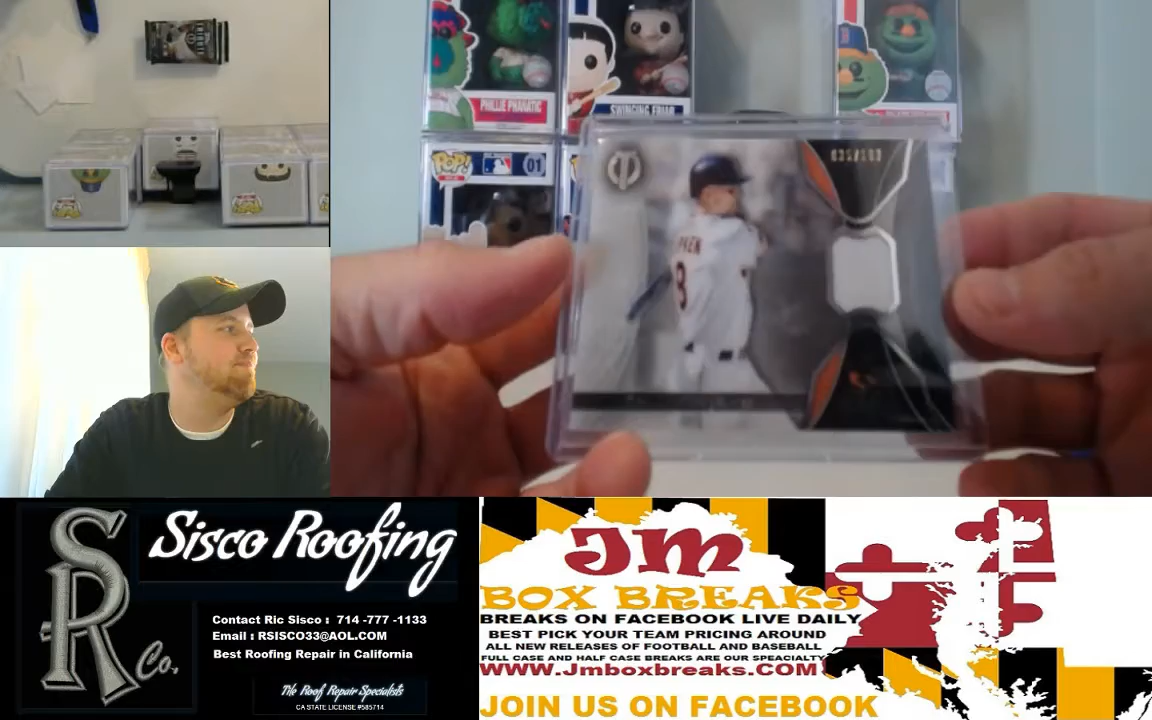 PHILLIE PHANATIC
SWINGING FRIAR
POP!
MLB
01
8
Sisco Roofing
SR Co.
Contact Ric Sisco : 714 -777 -1133
Email : RSISCO33@AOL.COM
Best Roofing Repair in California
The Roof Repair Specialists
CA STATE LICENSE #585714
JM
BOX BREAKS
BREAKS ON FACEBOOK LIVE DAILY
BEST PICK YOUR TEAM PRICING AROUND
ALL NEW RELEASES OF FOOTBALL AND BASEBALL
FULL CASE AND HALF CASE BREAKS ARE OUR SPEACIALTY
WWW.Jmboxbreaks.COM
JOIN US ON FACEBOOK